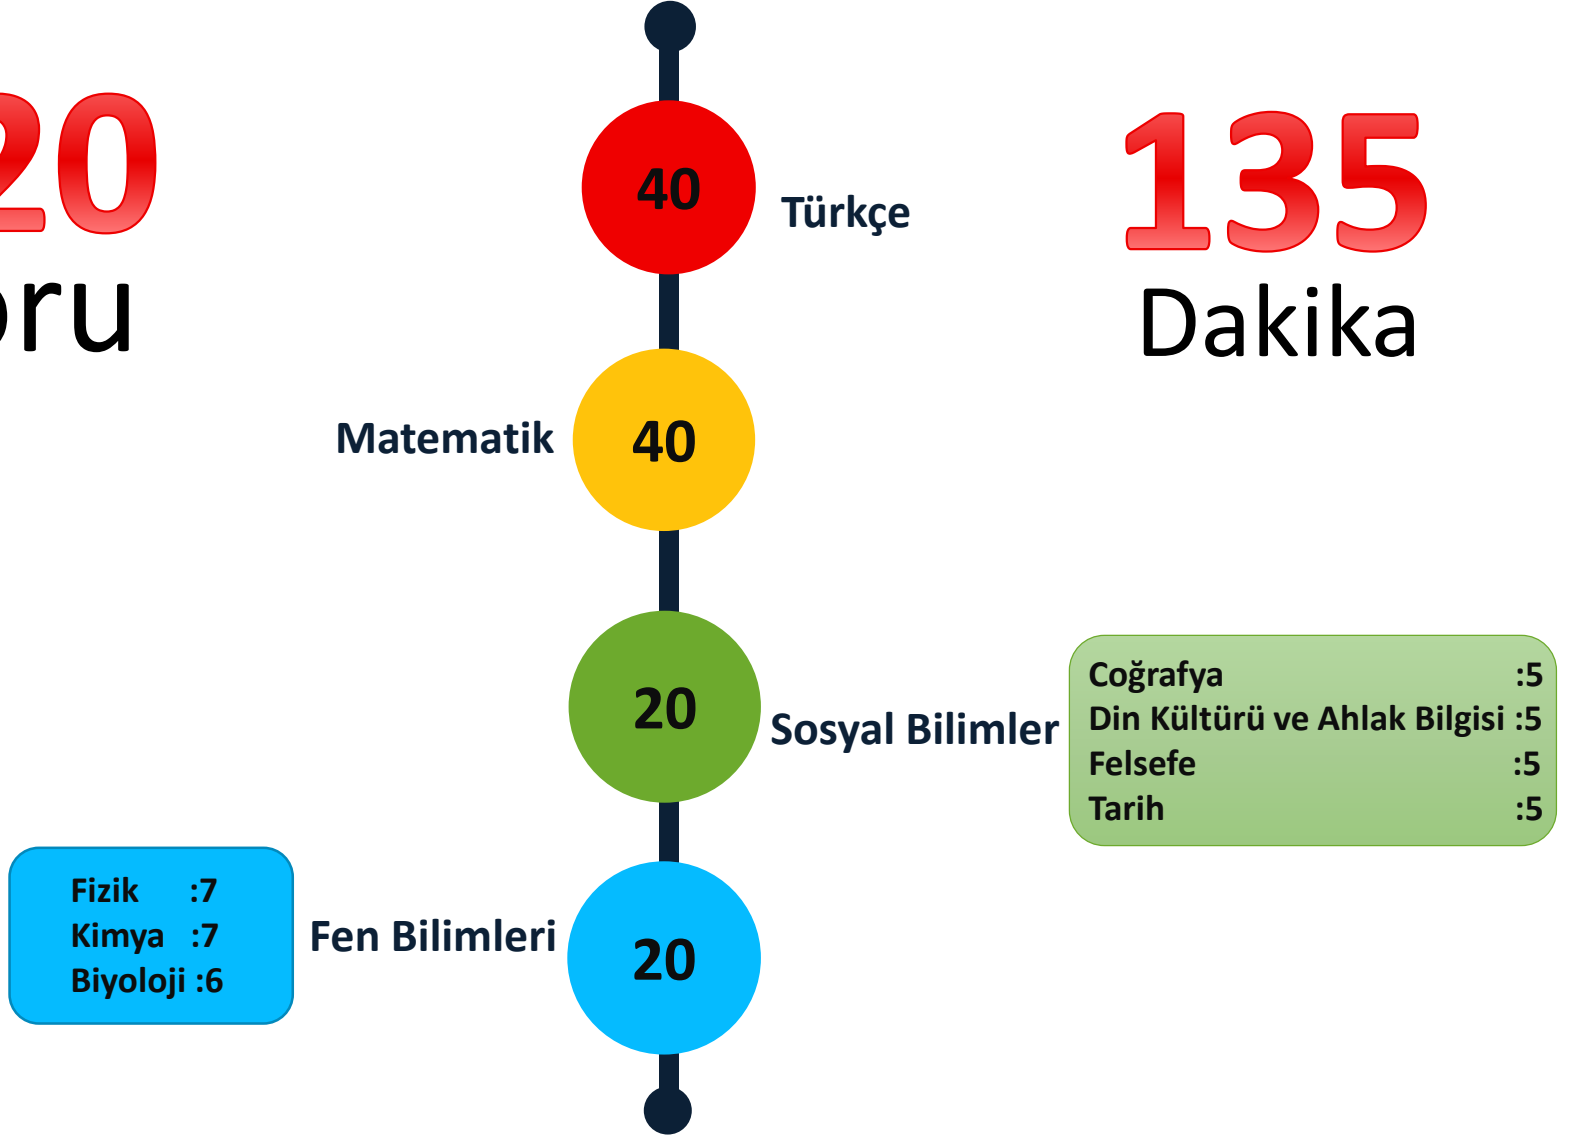 20
oru
135
Dakika
40
Türkçe
Matematik
40
20
Sosyal Bilimler
Coğrafya :5
Din Kültürü ve Ahlak Bilgisi :5
Felsefe :5
Tarih :5
Fizik :7
Kimya :7
Biyoloji :6
Fen Bilimleri
20